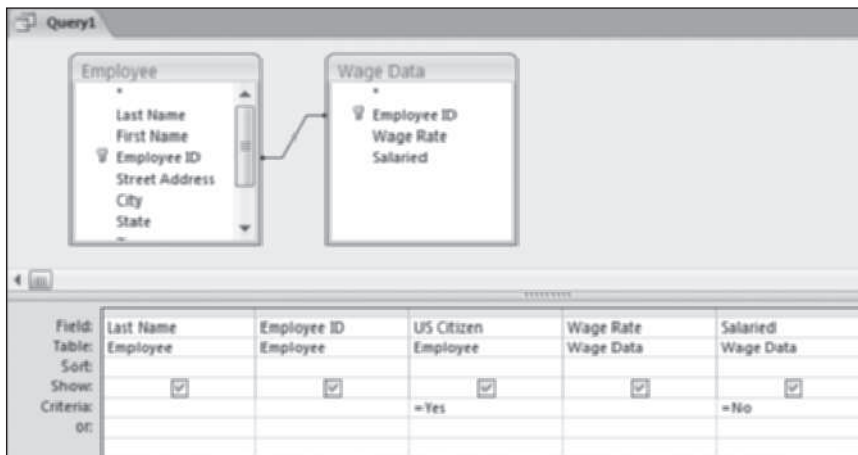 Query1
Employee
*
Last Name
First Name
Employee ID
Street Address
City
State
Wage Data
*
Employee ID
Wage Rate
Salaried
Field: Last Name Employee ID US Citizen Wage Rate Salaried
Table: Employee Employee Employee Wage Data Wage Data
Sort:
Show:
Criteria: =Yes =No
or: